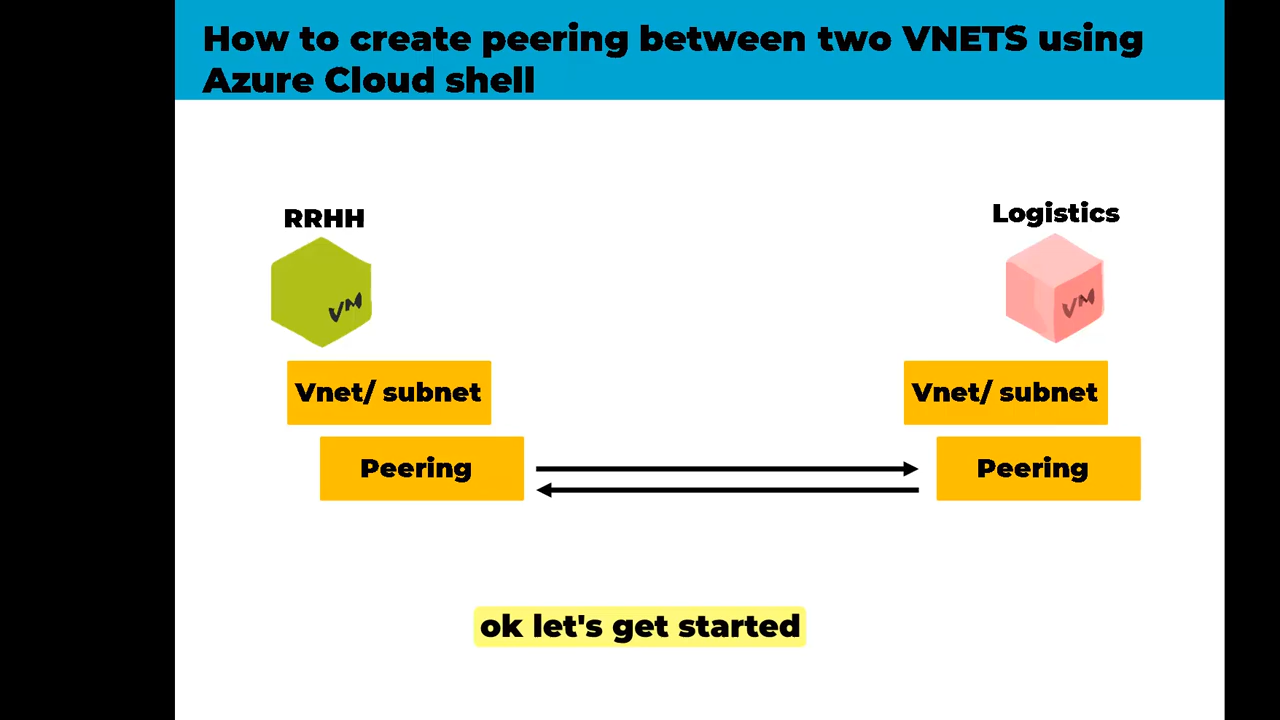 How to create peering between two VNETS using
Azure Cloud shell
RRHH
Logistics
VM
VM
Vnet/ subnet
Vnet/ subnet
Peering
Peering
ok let's get started